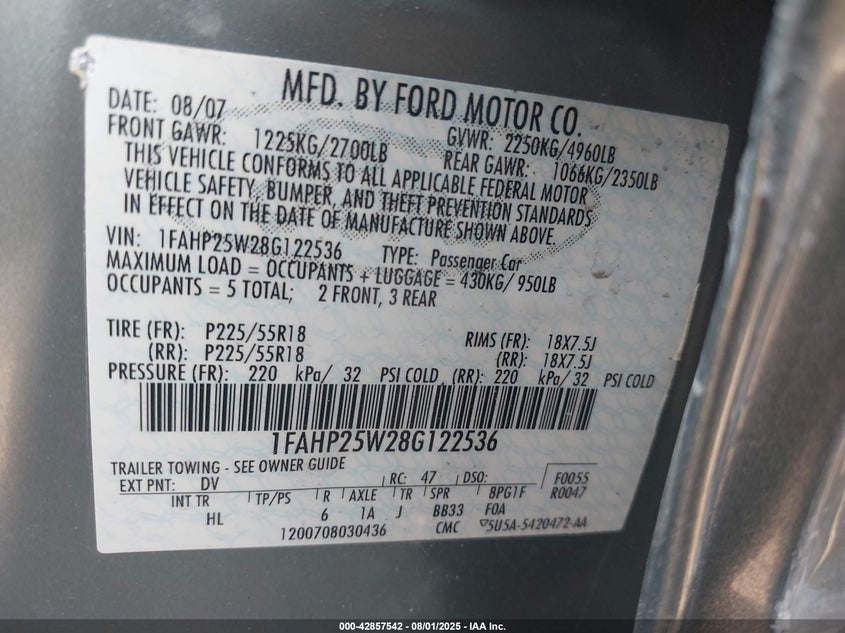 MFD. BY FORD MOTOR CO.
DATE: 08/07 GVWR: 2250KG/4960LB
FRONT GAWR: 1225KG/2700LB REAR GAWR: 1066KG/2350LB
THIS VEHICLE CONFORMS TO ALL APPLICABLE FEDERAL MOTOR
VEHICLE SAFETY, BUMPER, AND THEFT PREVENTION STANDARDS
IN EFFECT ON THE DATE OF MANUFACTURE SHOWN ABOVE.
VIN: 1FAHP25W28G122536 TYPE: Passenger Car
MAXIMUM LOAD = OCCUPANTS + LUGGAGE = 430KG/ 950LB
OCCUPANTS = 5 TOTAL; 2 FRONT, 3 REAR
TIRE (FR): P225/55R18 RIMS (FR): 18X7.5J
(RR): P225/55R18 (RR): 18X7.5J
PRESSURE (FR): 220 kPa/ 32 PSI COLD, (RR): 220 kPa/ 32 PSI COLD
1FAHP25W28G122536
TRAILER TOWING - SEE OWNER GUIDE
EXT PNT: DV RC: 47 DSO: F0055
INT TR TP/PS R AXLE TR SPR 8PG1F R0047
HL 6 1A J BB33 F0A
1200708030436 CMC 5U5A-5420472-AA
000-42857542 - 08/01/2025 - IAA Inc.